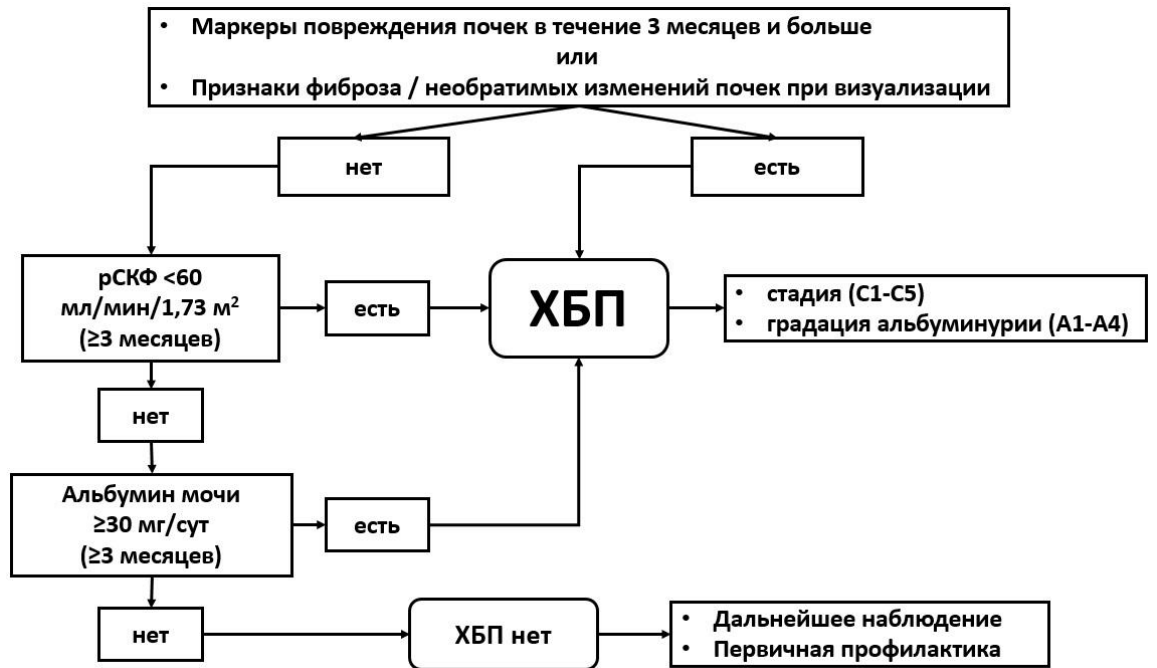 • Маркеры повреждения почек в течение 3 месяцев и больше
или
• Признаки фиброза / необратимых изменений почек при визуализации
нет
есть
рСКФ <60
мл/мин/1,73 м²
(≥3 месяцев)
есть
ХБП
• стадия (С1-С5)
• градация альбуминурии (А1-А4)
нет
Альбумин мочи
≥30 мг/сут
(≥3 месяцев)
есть
нет
ХБП нет
• Дальнейшее наблюдение
• Первичная профилактика